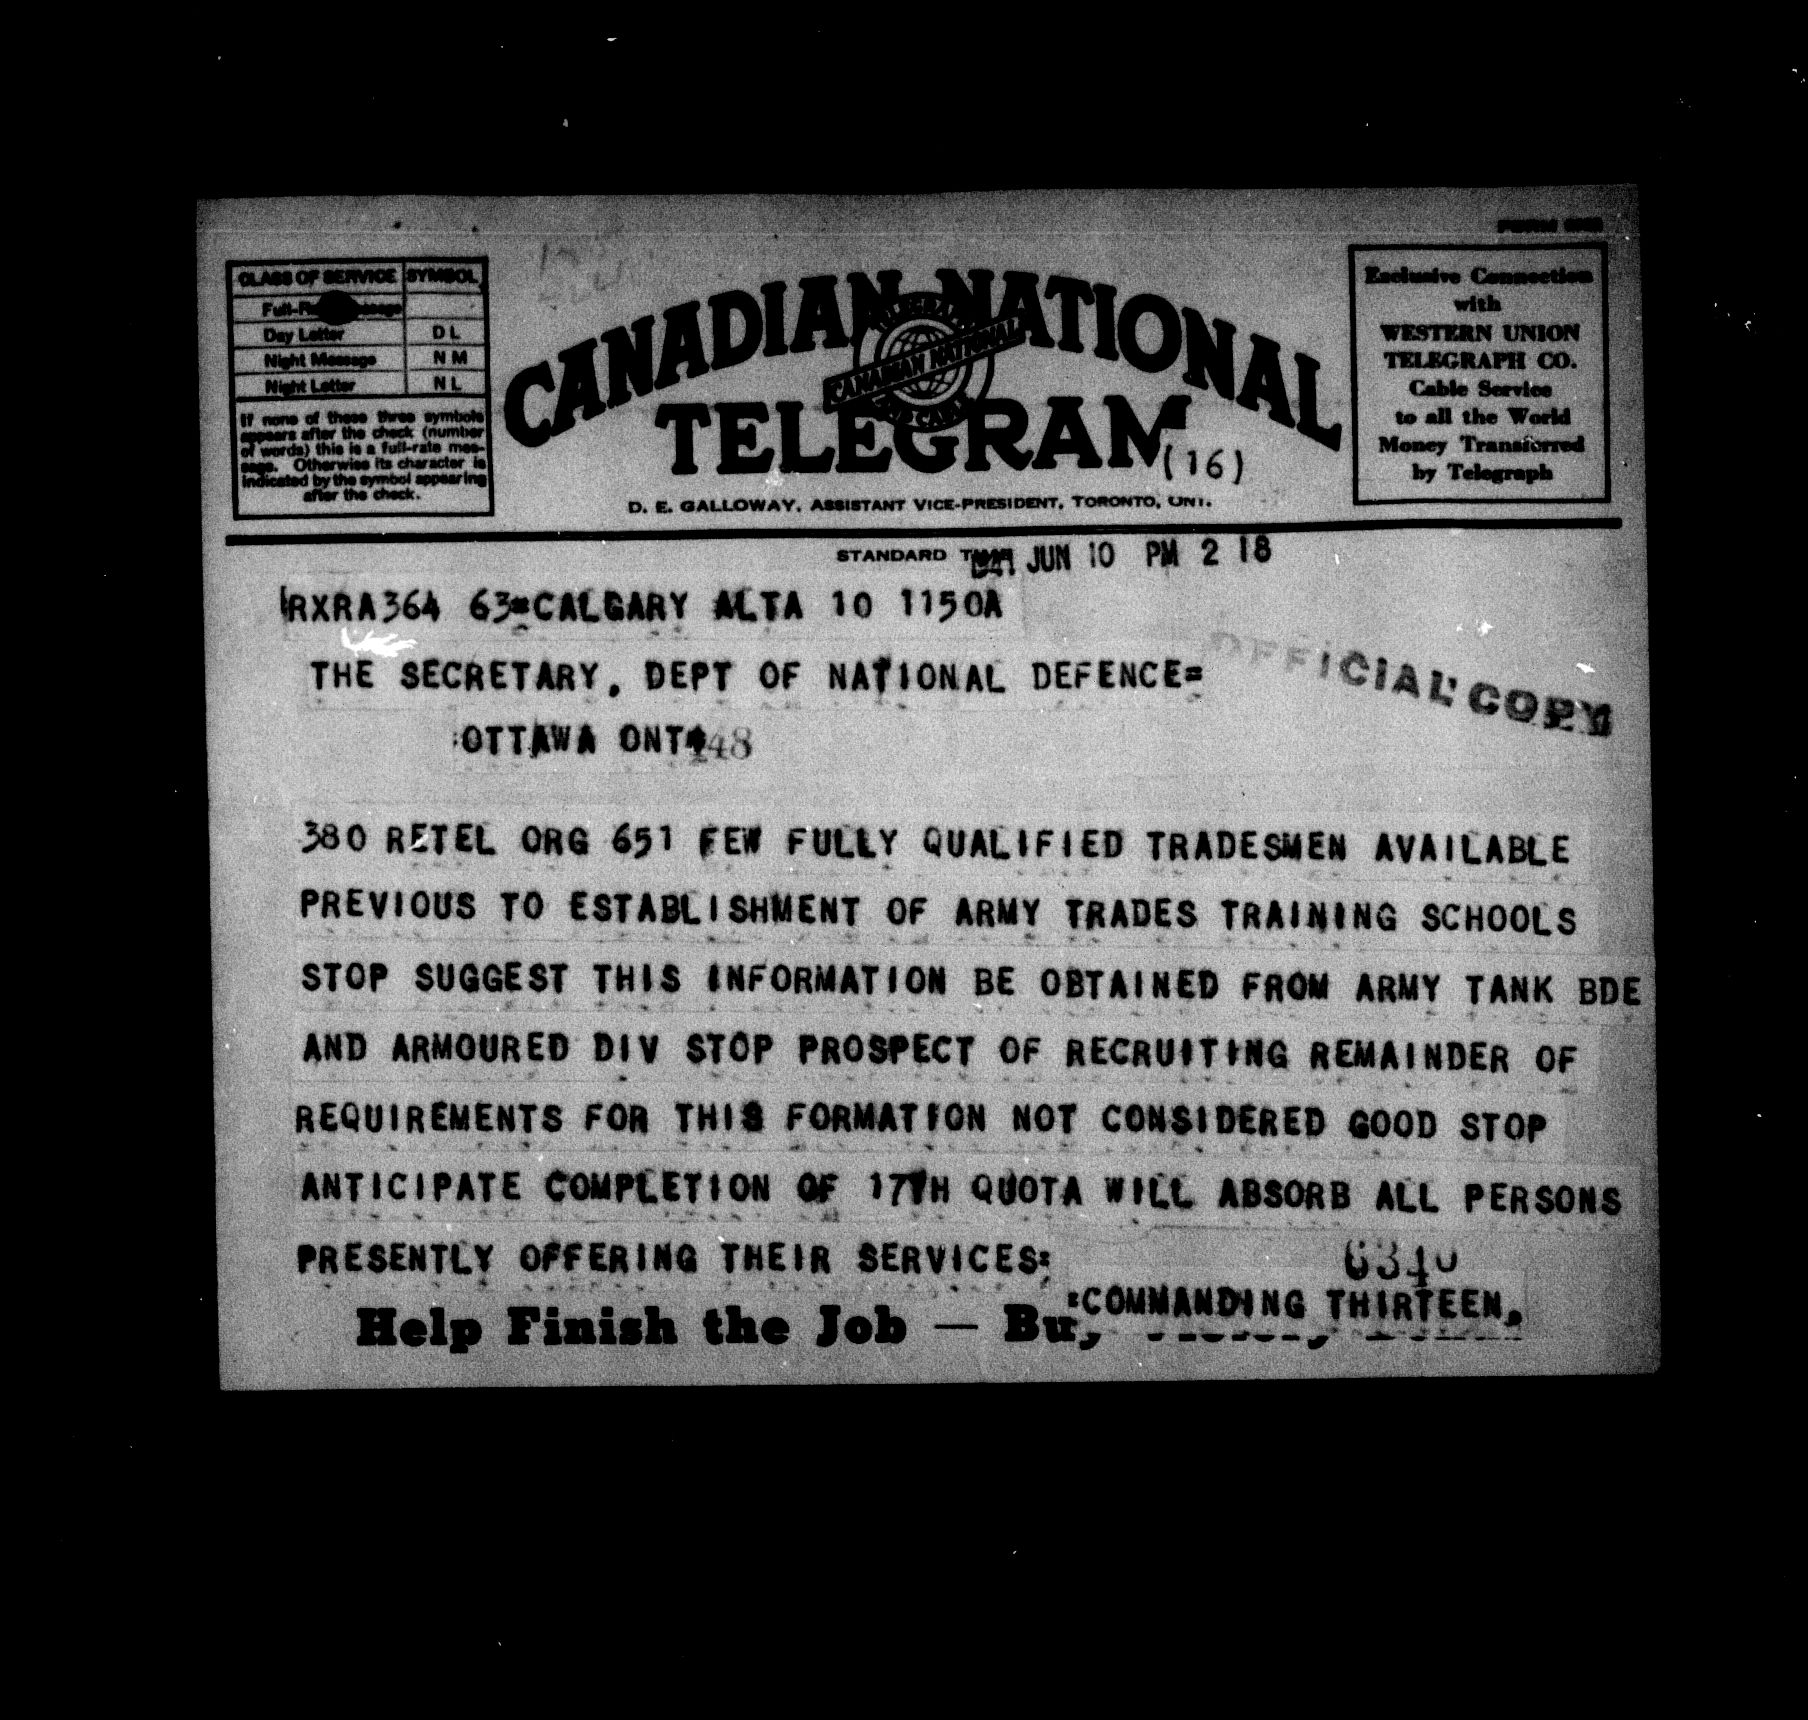 CLASS OF SERVICE SYMBOL
Day Letter D L
Night Message N M
Night Letter N L
If none of these three symbols
appears after the check (number
of words) this is a full-rate mes-
sage. Otherwise its character is
indicated by the symbol appearing
after the check.
CANADIAN NATIONAL
CANADIAN NATIONAL
TELEGRAM
(16)
D. E. GALLOWAY, ASSISTANT VICE-PRESIDENT, TORONTO, ONT.
Exclusive Connection
with
WESTERN UNION
TELEGRAPH CO.
Cable Service
to all the World
Money Transferred
by Telegraph
STANDARD JUN 10 PM 2 18
RXRA364 63=CALGARY ALTA 10 1150A
OFFICIAL COPY
THE SECRETARY, DEPT OF NATIONAL DEFENCE=
:OTTAWA ONT
380 RETEL ORG 651 FEW FULLY QUALIFIED TRADESMEN AVAILABLE
PREVIOUS TO ESTABLISHMENT OF ARMY TRADES TRAINING SCHOOLS
STOP SUGGEST THIS INFORMATION BE OBTAINED FROM ARMY TANK BDE
AND ARMOURED DIV STOP PROSPECT OF RECRUITING REMAINDER OF
REQUIREMENTS FOR THIS FORMATION NOT CONSIDERED GOOD STOP
ANTICIPATE COMPLETION OF 17TH QUOTA WILL ABSORB ALL PERSONS
PRESENTLY OFFERING THEIR SERVICES=
6340
=COMMANDING THIRTEEN,
Help Finish the Job — Buy